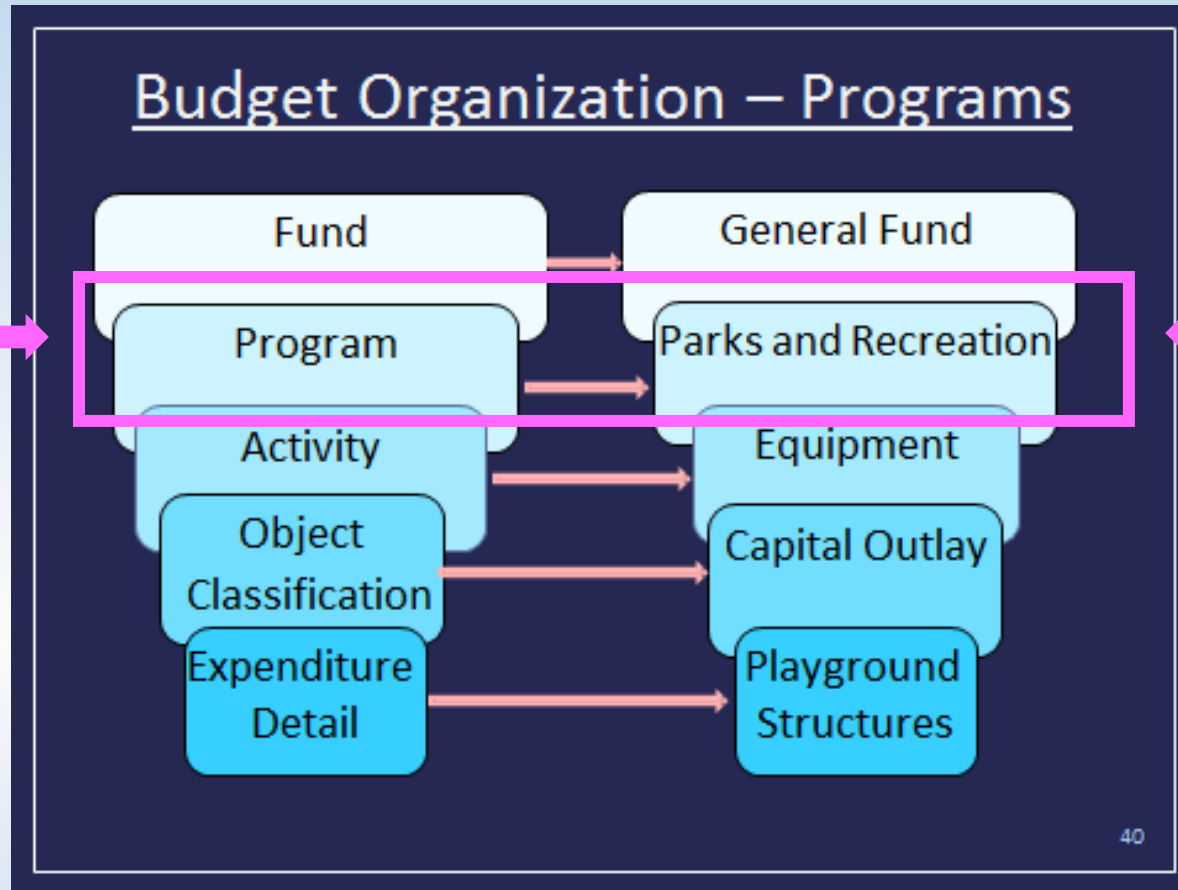 Budget Organization – Programs
Fund
General Fund
Program
Parks and Recreation
Activity
Equipment
Object
Classification
Capital Outlay
Expenditure
Detail
Playground
Structures
40